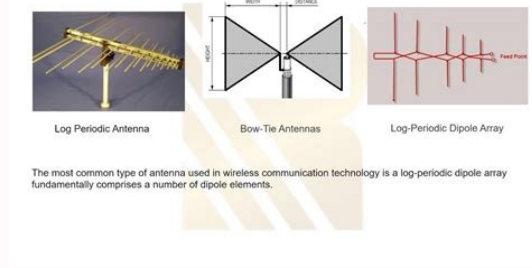 WIDTH
DISTANCE
HEIGHT
Feed Point
Log Periodic Antenna
Bow-Tie Antennas
Log-Periodic Dipole Array
The most common type of antenna used in wireless communication technology is a log-periodic dipole array
fundamentally comprises a number of dipole elements.